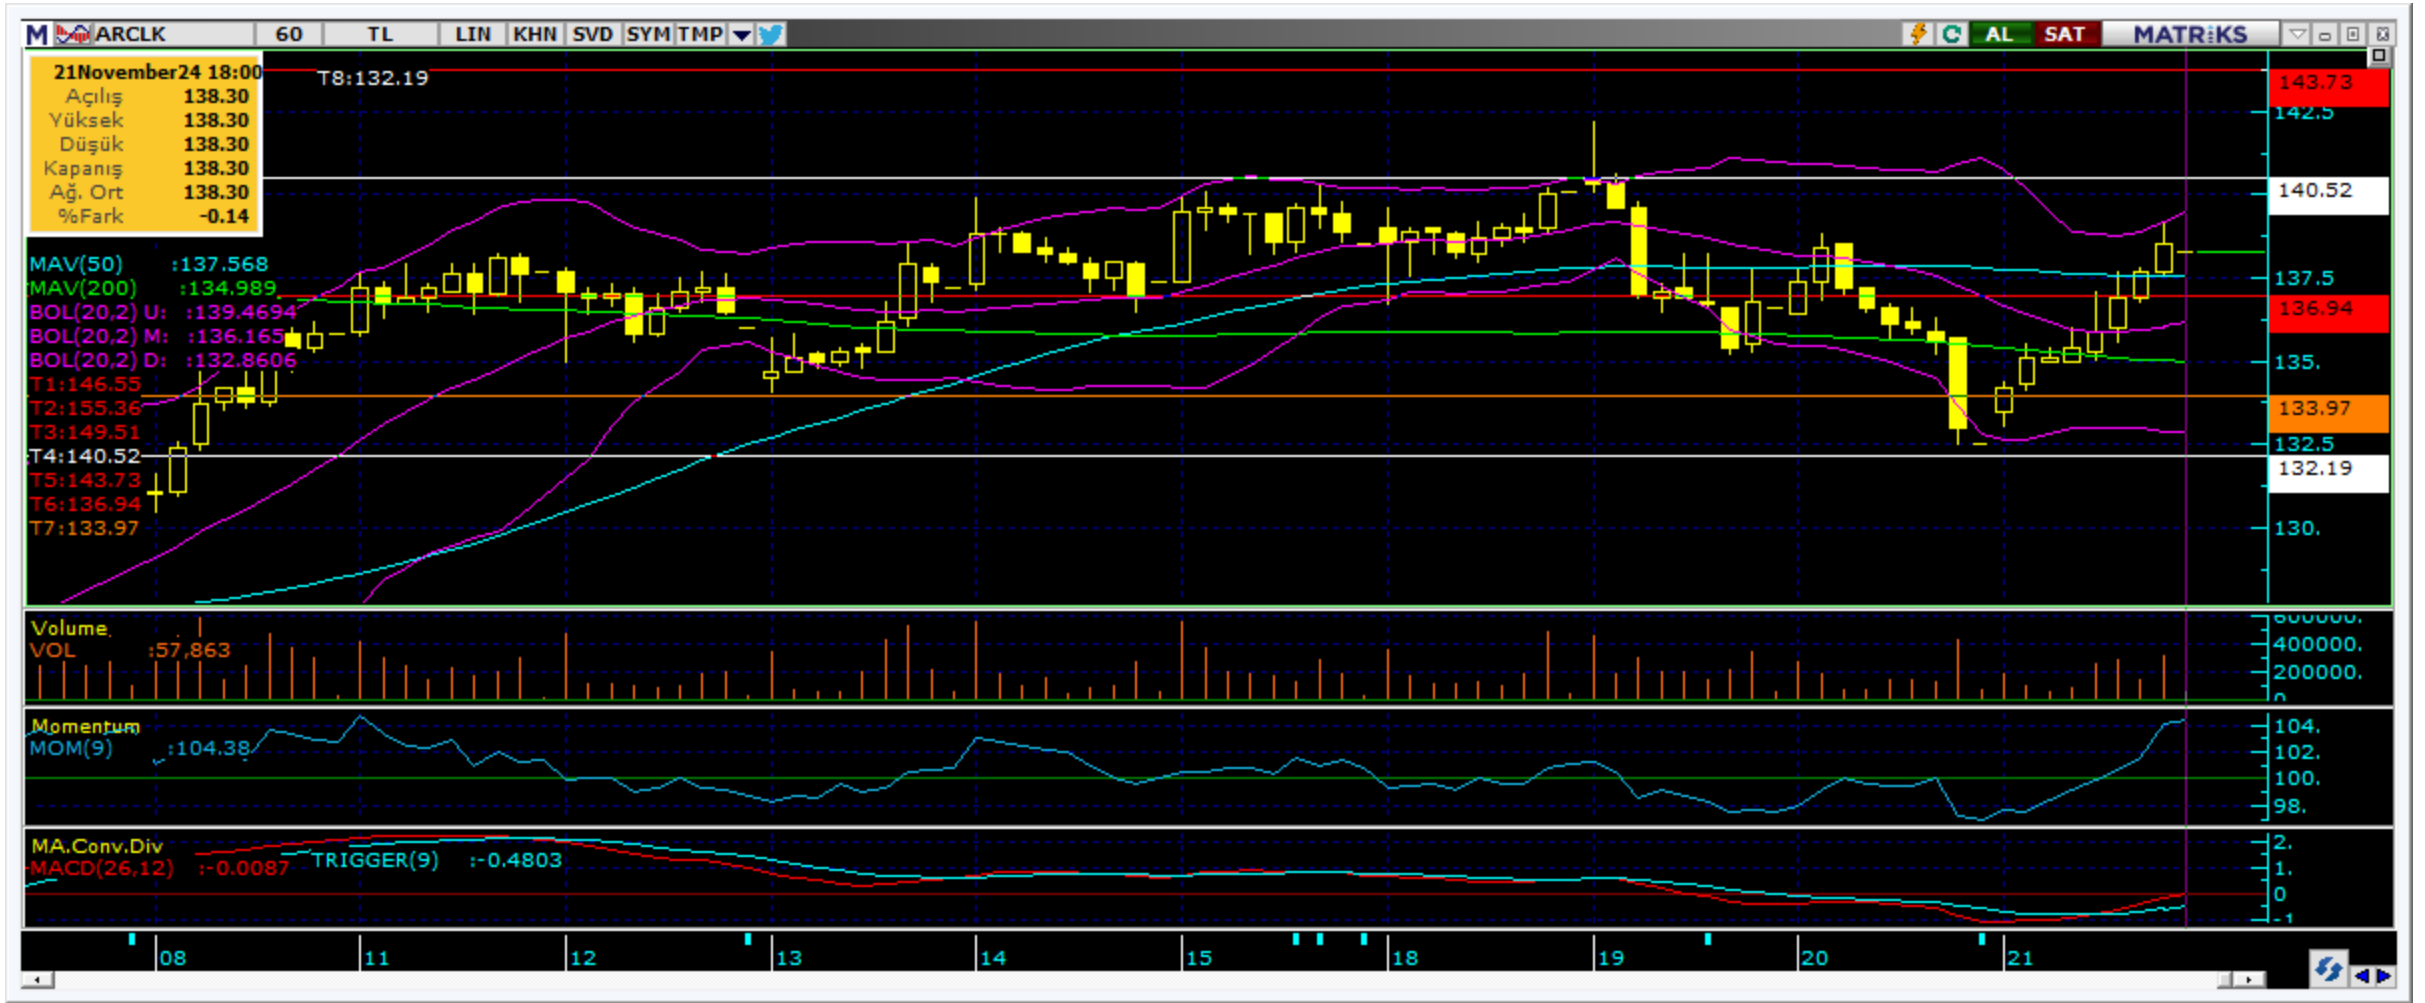 M ARCLK 60 TL LIN KHN SVD SYM TMP C AL SAT MATRiKS
21November24 18:00
Açılış 138.30
Yüksek 138.30
Düşük 138.30
Kapanış 138.30
Ağ. Ort 138.30
%Fark -0.14
T8:132.19
MAV(50) :137.568
MAV(200) :134.989
BOL(20,2) U: :139.4694
BOL(20,2) M: :136.165
BOL(20,2) D: :132.8606
T1:146.55
T2:155.36
T3:149.51
T4:140.52
T5:143.73
T6:136.94
T7:133.97
143.73
142.5
140.52
137.5
136.94
135.
133.97
132.5
132.19
130.
Volume
VOL :57,863
600000.
400000.
200000.
0
Momentum
MOM(9) :104.38
104.
102.
100.
98.
MA.Conv.Div
MACD(26,12) :-0.0087 TRIGGER(9) :-0.4803
2.
1.
0
-1
08 11 12 13 14 15 18 19 20 21